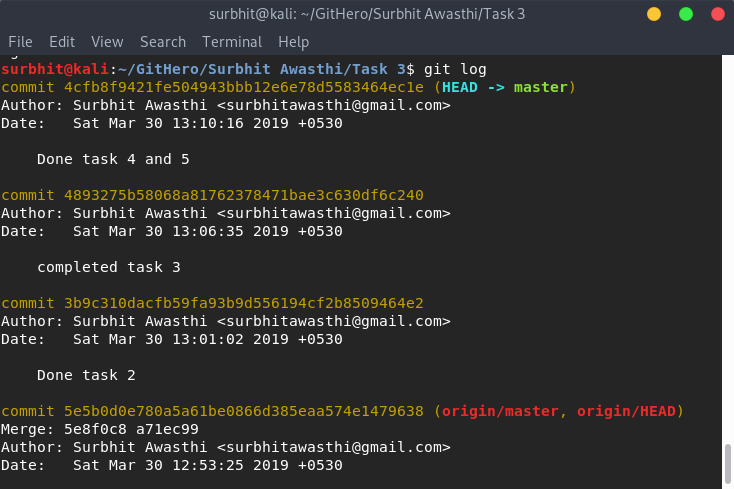 surbhit@kali: ~/GitHero/Surbhit Awasthi/Task 3
File Edit View Search Terminal Help
surbhit@kali:~/GitHero/Surbhit Awasthi/Task 3$ git log
commit 4cfb8f9421fe504943bbb12e6e78d5583464ec1e (HEAD -> master)
Author: Surbhit Awasthi <surbhitawasthi@gmail.com>
Date:   Sat Mar 30 13:10:16 2019 +0530
    Done task 4 and 5
commit 4893275b58068a81762378471bae3c630df6c240
Author: Surbhit Awasthi <surbhitawasthi@gmail.com>
Date:   Sat Mar 30 13:06:35 2019 +0530
    completed task 3
commit 3b9c310dacfb59fa93b9d556194cf2b8509464e2
Author: Surbhit Awasthi <surbhitawasthi@gmail.com>
Date:   Sat Mar 30 13:01:02 2019 +0530
    Done task 2
commit 5e5b0d0e780a5a61be0866d385eaa574e1479638 (origin/master, origin/HEAD)
Merge: 5e8f0c8 a71ec99
Author: Surbhit Awasthi <surbhitawasthi@gmail.com>
Date:   Sat Mar 30 12:53:25 2019 +0530